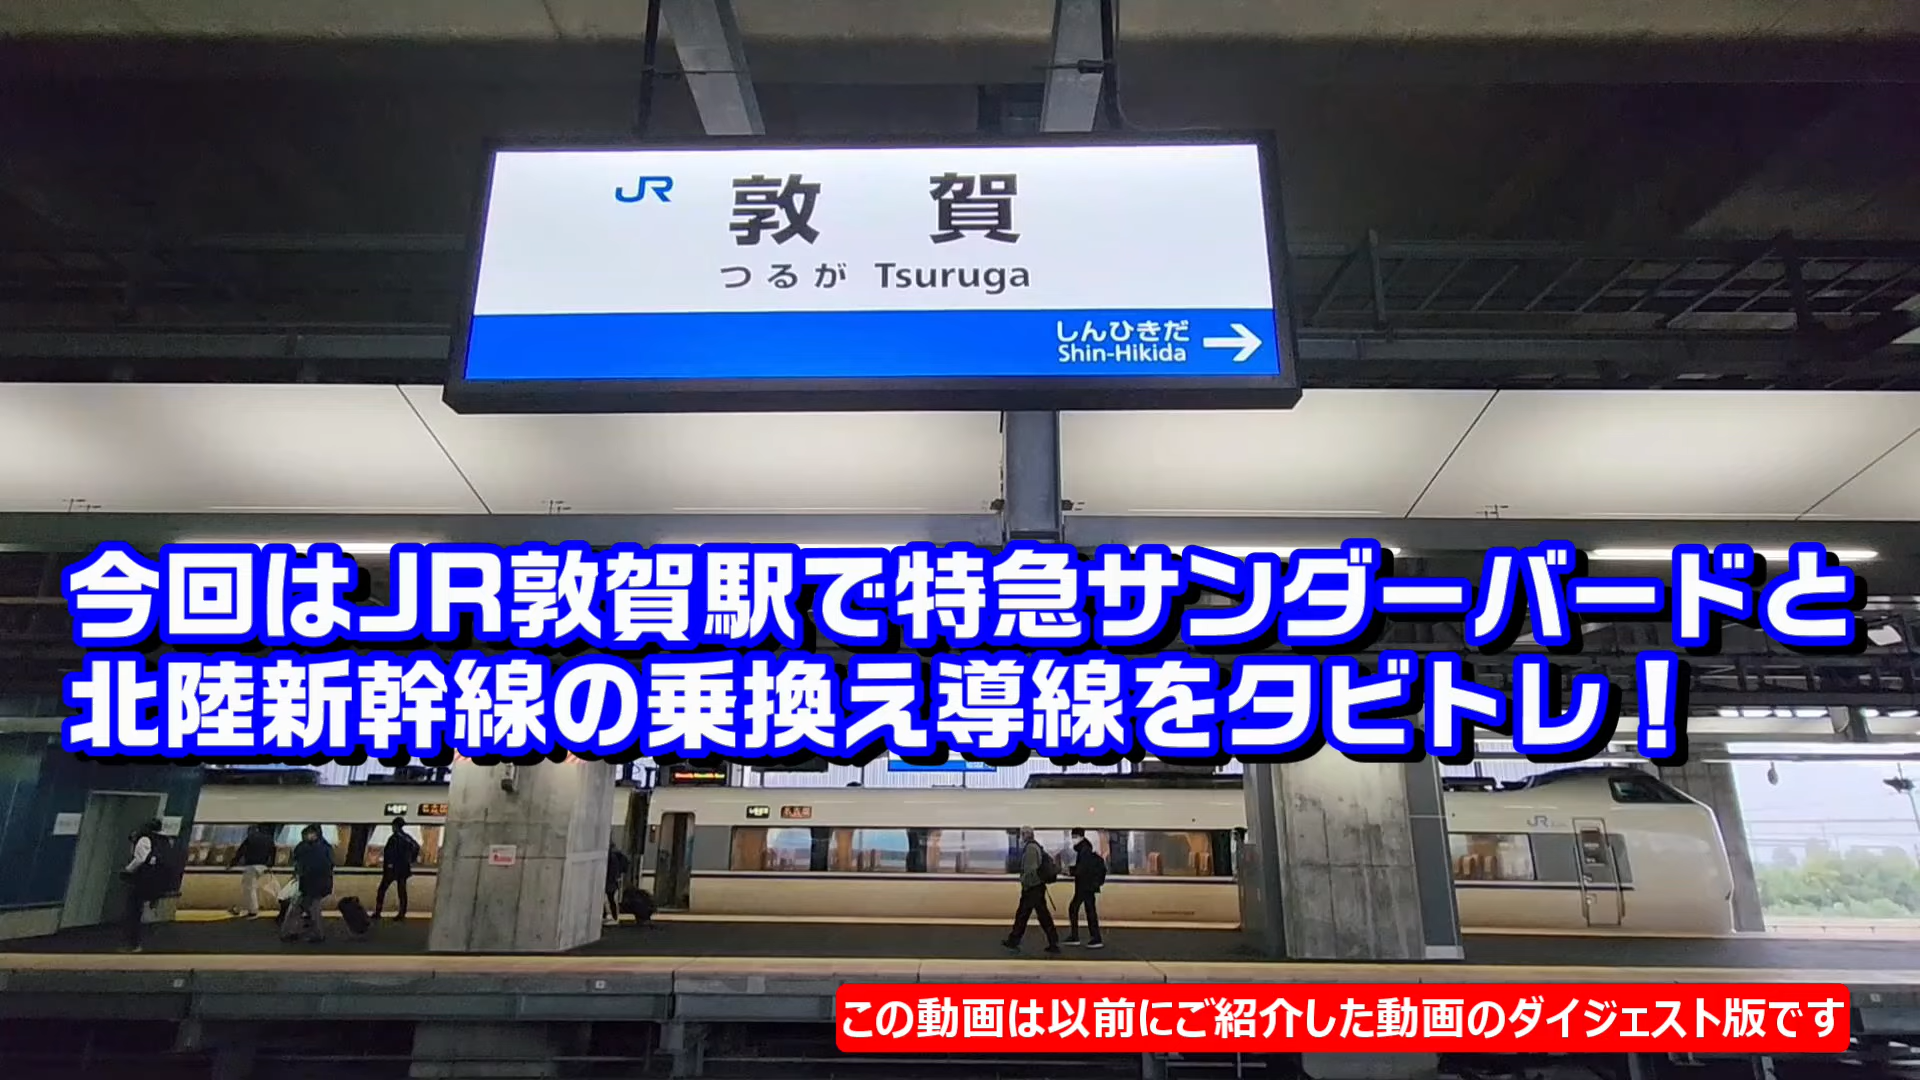 JR 敦賀
つるが Tsuruga
しんひきだ
Shin-Hikida
今回はJR敦賀駅で特急サンダーバードと
北陸新幹線の乗換え導線をタビトレ！
JR
この動画は以前にご紹介した動画のダイジェスト版です